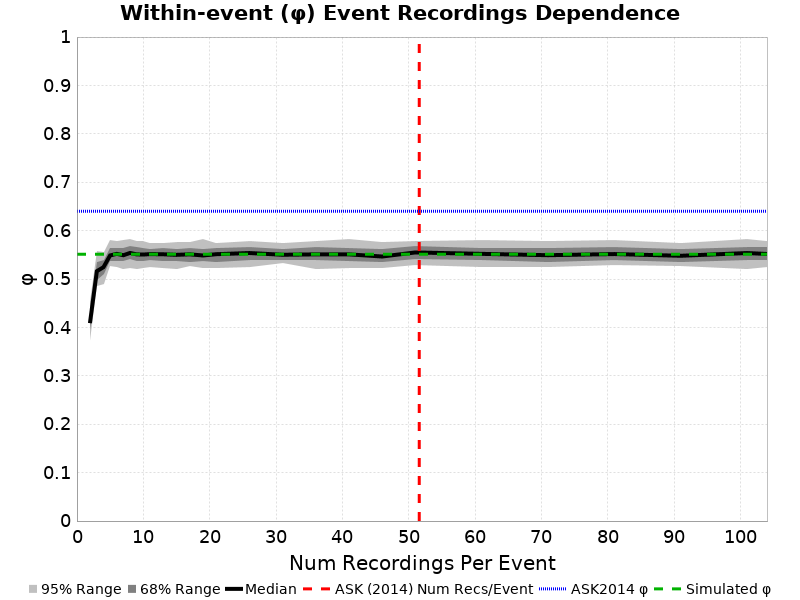 Within-event (φ) Event Recordings Dependence
1
0.9
0.8
0.7
0.6
0.5
0.4
0.3
0.2
0.1
0
φ
0 10 20 30 40 50 60 70 80 90 100
Num Recordings Per Event
95% Range 68% Range Median ASK (2014) Num Recs/Event ASK2014 φ Simulated φ